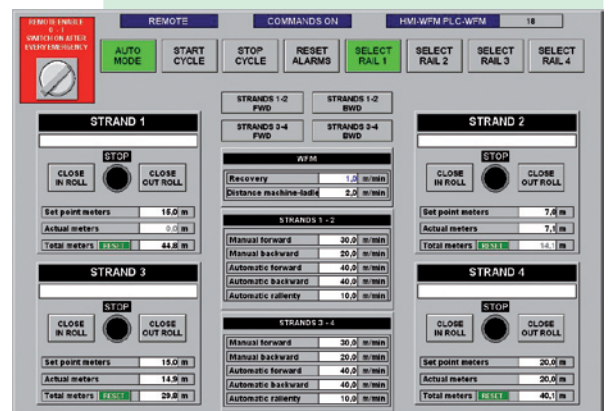 REMOTE ENABLE
0 - 1
SWITCH ON AFTER
EVERY EMERGENCY
REMOTE
COMMANDS ON
HMI-WFM PLC-WFM
18
AUTO MODE
START CYCLE
STOP CYCLE
RESET ALARMS
SELECT RAIL 1
SELECT RAIL 2
SELECT RAIL 3
SELECT RAIL 4
STRANDS 1-2 FWD
STRANDS 1-2 BWD
STRANDS 3-4 FWD
STRANDS 3-4 BWD
STRAND 1
STOP
CLOSE IN ROLL
CLOSE OUT ROLL
Set point meters 15,0 m
Actual meters 0,0 m
Total meters RESET 44,8 m
WFM
Recovery 1,0 m/min
Distance machine-ladle 2,0 m/min
STRANDS 1 - 2
Manual forward 30,0 m/min
Manual backward 20,0 m/min
Automatic forward 40,0 m/min
Automatic backward 40,0 m/min
Automatic rallenty 10,0 m/min
STRAND 2
STOP
CLOSE IN ROLL
CLOSE OUT ROLL
Set point meters 7,0 m
Actual meters 7,1 m
Total meters RESET 14,1 m
STRAND 3
STOP
CLOSE IN ROLL
CLOSE OUT ROLL
Set point meters 15,0 m
Actual meters 14,9 m
Total meters RESET 29,8 m
STRANDS 3 - 4
Manual forward 30,0 m/min
Manual backward 20,0 m/min
Automatic forward 40,0 m/min
Automatic backward 40,0 m/min
Automatic rallenty 10,0 m/min
STRAND 4
STOP
CLOSE IN ROLL
CLOSE OUT ROLL
Set point meters 20,0 m
Actual meters 20,0 m
Total meters RESET 40,1 m